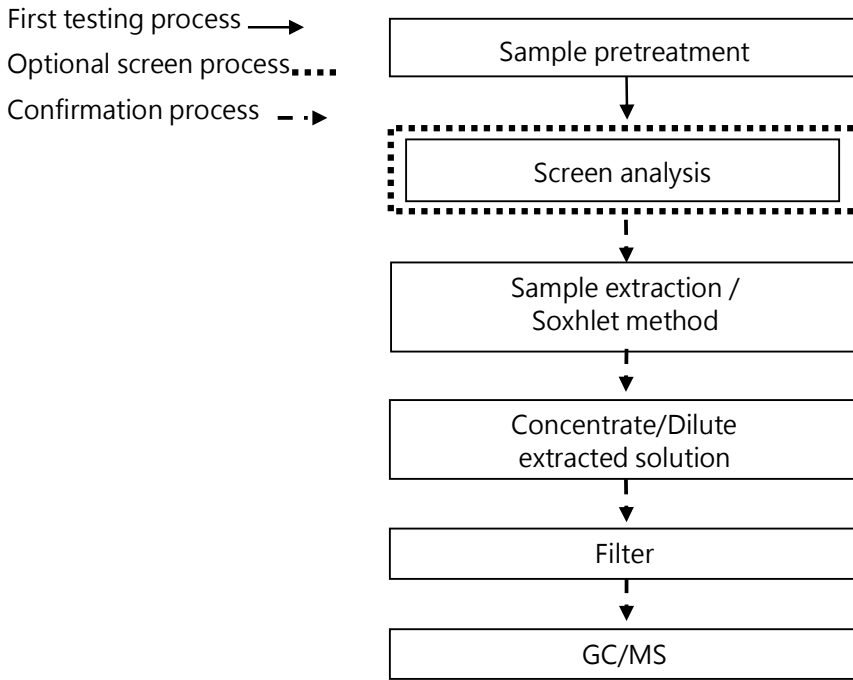 First testing process
Optional screen process
Confirmation process
Sample pretreatment
Screen analysis
Sample extraction /
Soxhlet method
Concentrate/Dilute
extracted solution
Filter
GC/MS